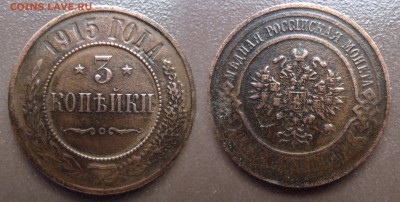 COINS.LAVE.RU
1915 ГОДА
3
КОПѢЙКИ
МѢДНАЯ РОССІЙСКАЯ МОНЕТА